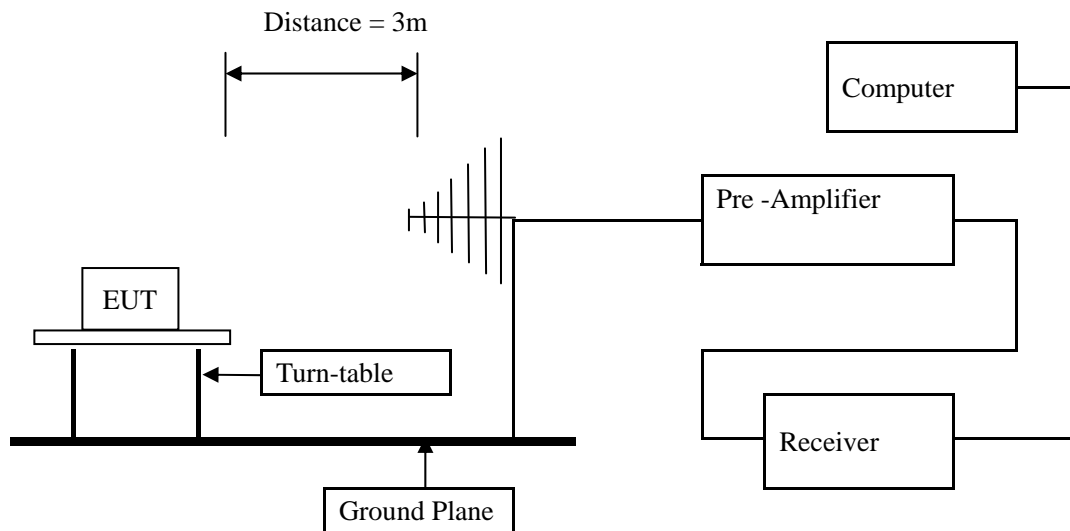 Distance = 3m
Computer
Pre -Amplifier
EUT
Turn-table
Receiver
Ground Plane